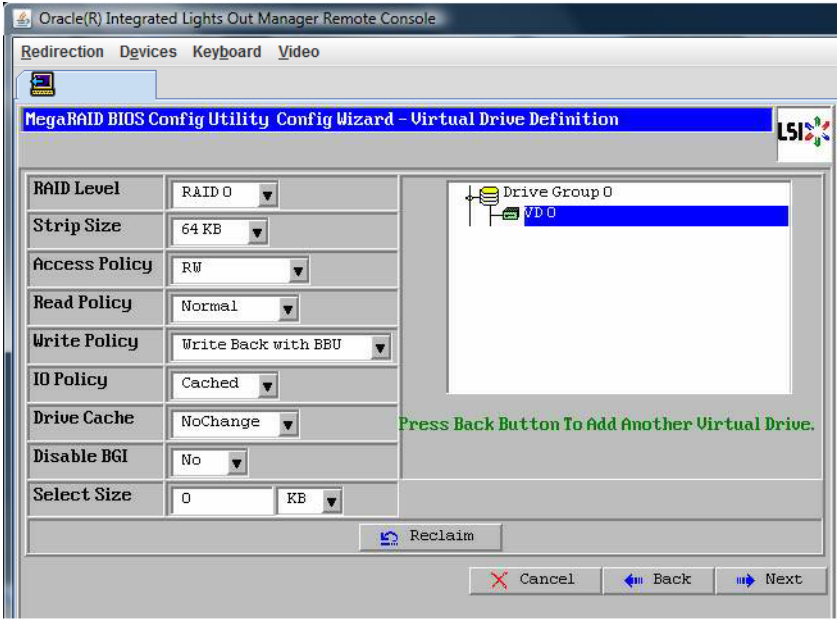 Oracle(R) Integrated Lights Out Manager Remote Console
Redirection Devices Keyboard Video
MegaRAID BIOS Config Utility Config Wizard - Virtual Drive Definition
LSI
RAID Level RAID 0
Strip Size 64 KB
Access Policy RW
Read Policy Normal
Write Policy Write Back with BBU
IO Policy Cached
Drive Cache NoChange
Disable BGI No
Select Size 0 KB
Drive Group 0
VD 0
Press Back Button To Add Another Virtual Drive.
Reclaim
Cancel Back Next